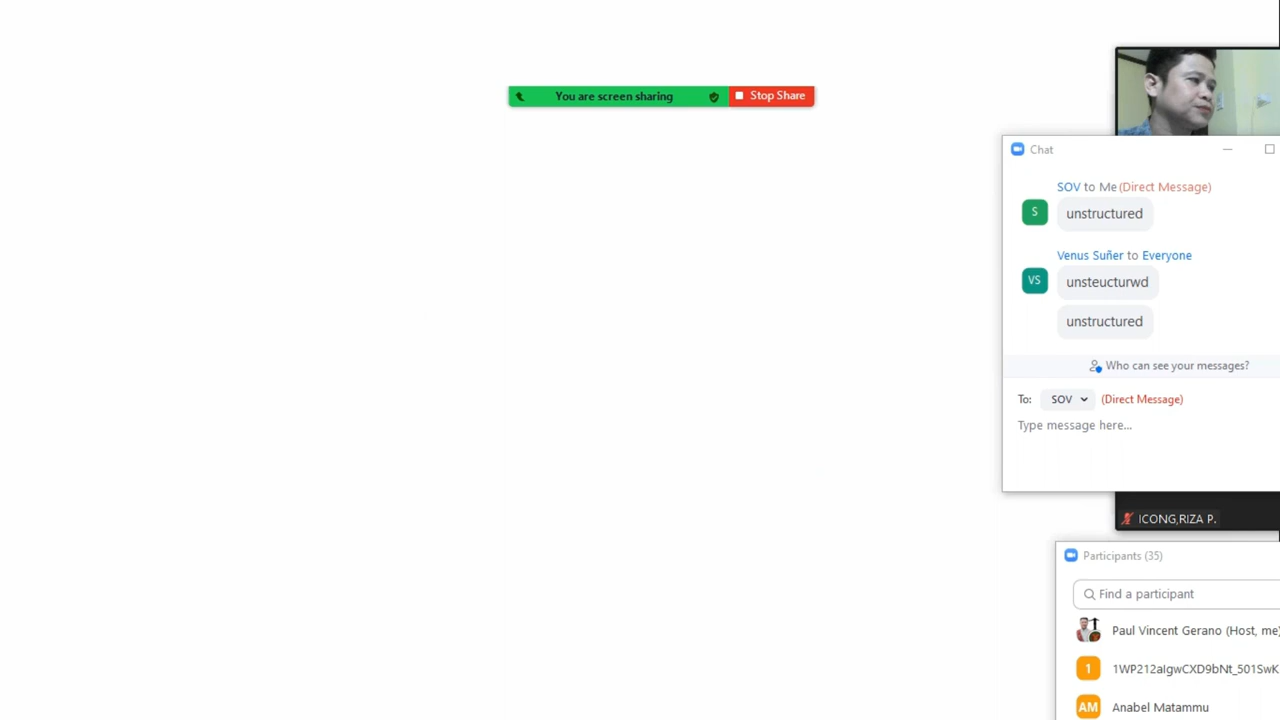 You are screen sharing
Stop Share
Chat
SOV to Me (Direct Message)
S
unstructured
Venus Suñer to Everyone
VS
unsteucturwd
unstructured
Who can see your messages?
To: SOV (Direct Message)
Type message here...
ICONG,RIZA P.
Participants (35)
Find a participant
Paul Vincent Gerano (Host, me)
1 1WP212aIgwCXD9bNt_501SwK
AM Anabel Matammu